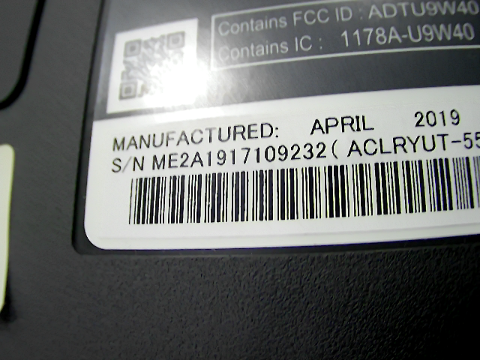 Contains FCC ID : ADTU9W40
Contains IC : 1178A-U9W40
MANUFACTURED: APRIL 2019
S/N ME2A1917109232( ACLRYUT-55